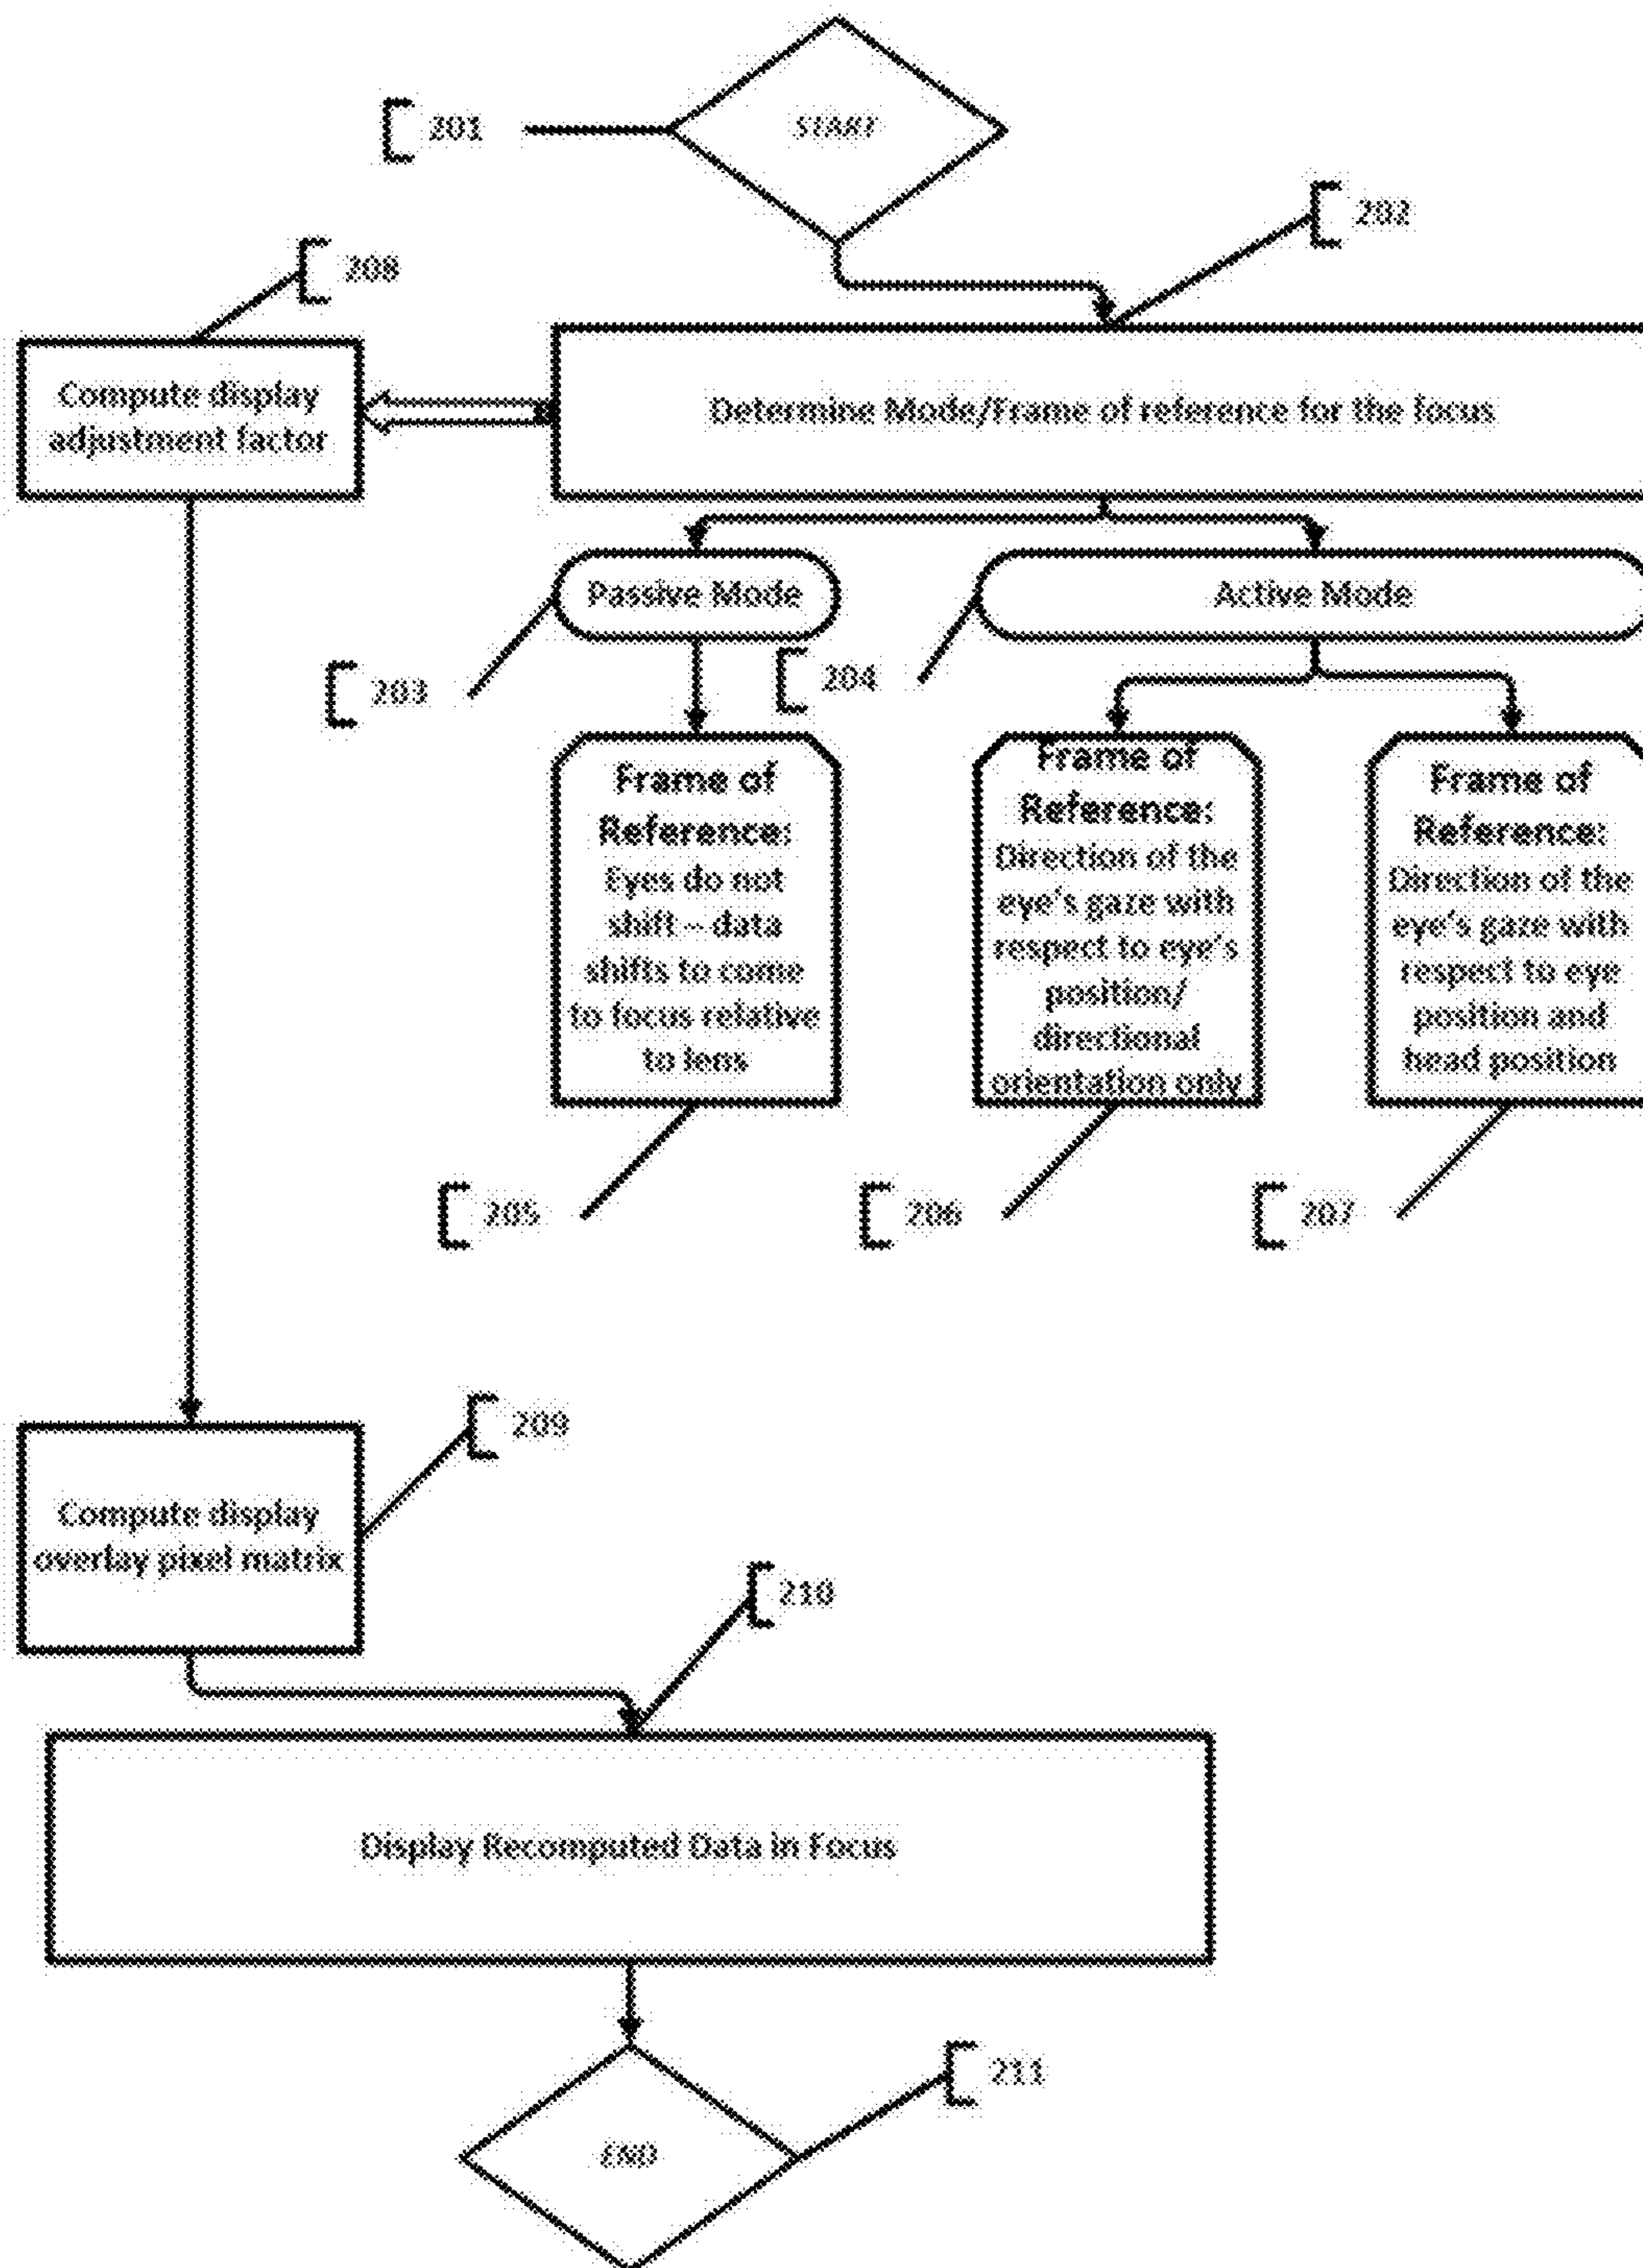 START
201
202
208
Compute display
adjustment factor
Determine Mode/Frame of reference for the focus
Passive Mode
Active Mode
203
204
Frame of
Reference:
Eyes do not
shift – data
shifts to come
to focus relative
to lens
Frame of
Reference:
Direction of the
eye's gaze with
respect to eye's
position/
directional
orientation only
Frame of
Reference:
Direction of the
eye's gaze with
respect to eye
position and
head position
205
206
207
209
Compute display
overlay pixel matrix
210
Display Recomputed Data in Focus
211
END